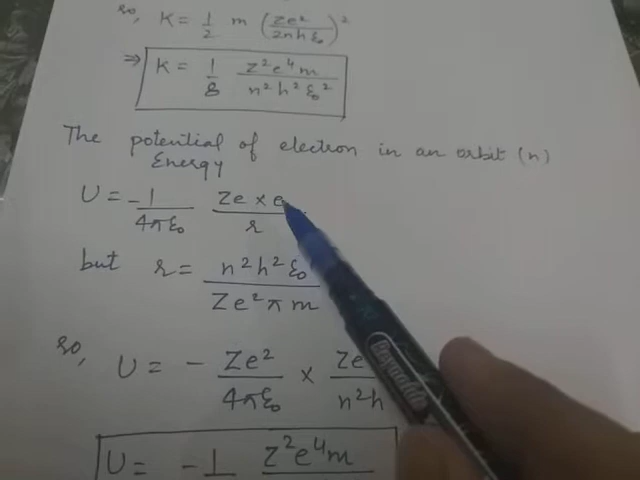 so, K = 1/2 m (Ze²/2nhε₀)²
⇒ K = 1/8 Z²e⁴m/n²h²ε₀²
The potential Energy of electron in an orbit (n)
U = -1/4πε₀ Ze × e/r
but r = n²h²ε₀/Ze²πm
so, U = - Ze²/4πε₀ × Ze/n²h
U = -1 Z²e⁴m